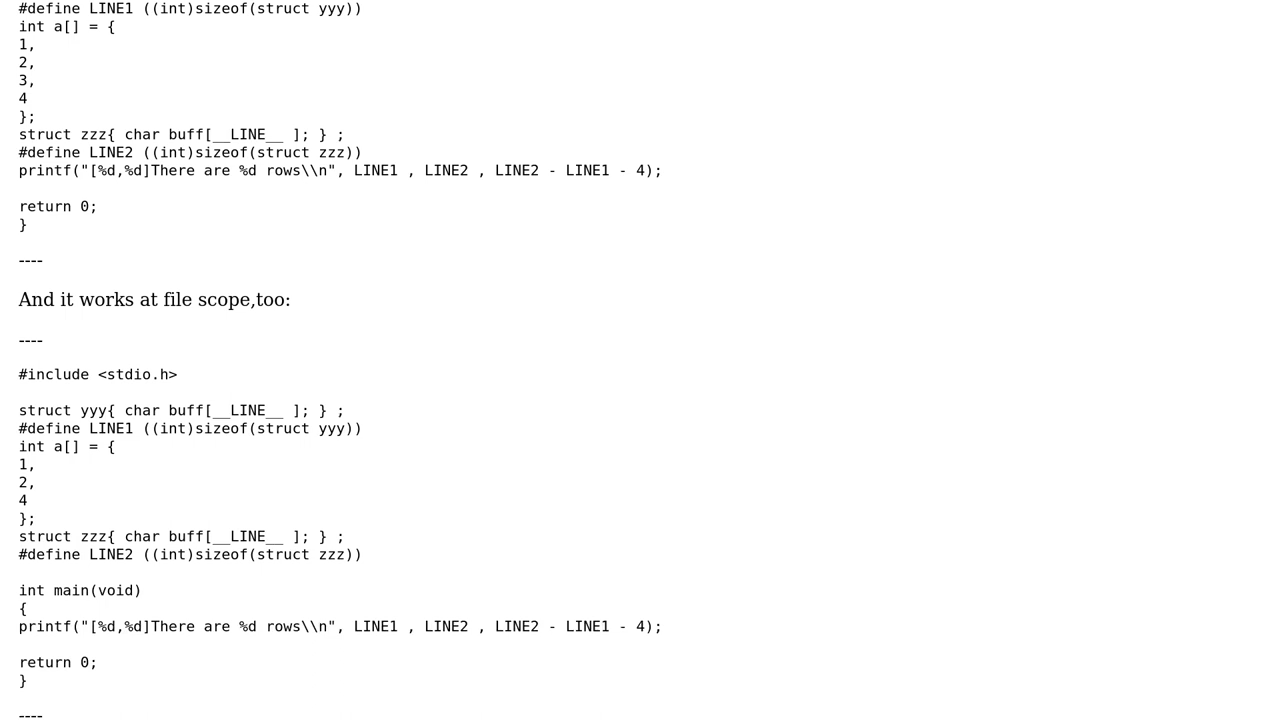 #define LINE1 ((int)sizeof(struct yyy))
int a[] = {
1,
2,
3,
4
};
struct zzz{ char buff[__LINE__ ]; } ;
#define LINE2 ((int)sizeof(struct zzz))
printf("[%d,%d]There are %d rows\\n", LINE1 , LINE2 , LINE2 - LINE1 - 4);
return 0;
}
----
And it works at file scope,too:
----
#include <stdio.h>
struct yyy{ char buff[__LINE__ ]; } ;
#define LINE1 ((int)sizeof(struct yyy))
int a[] = {
1,
2,
4
};
struct zzz{ char buff[__LINE__ ]; } ;
#define LINE2 ((int)sizeof(struct zzz))
int main(void)
{
printf("[%d,%d]There are %d rows\\n", LINE1 , LINE2 , LINE2 - LINE1 - 4);
return 0;
}
----